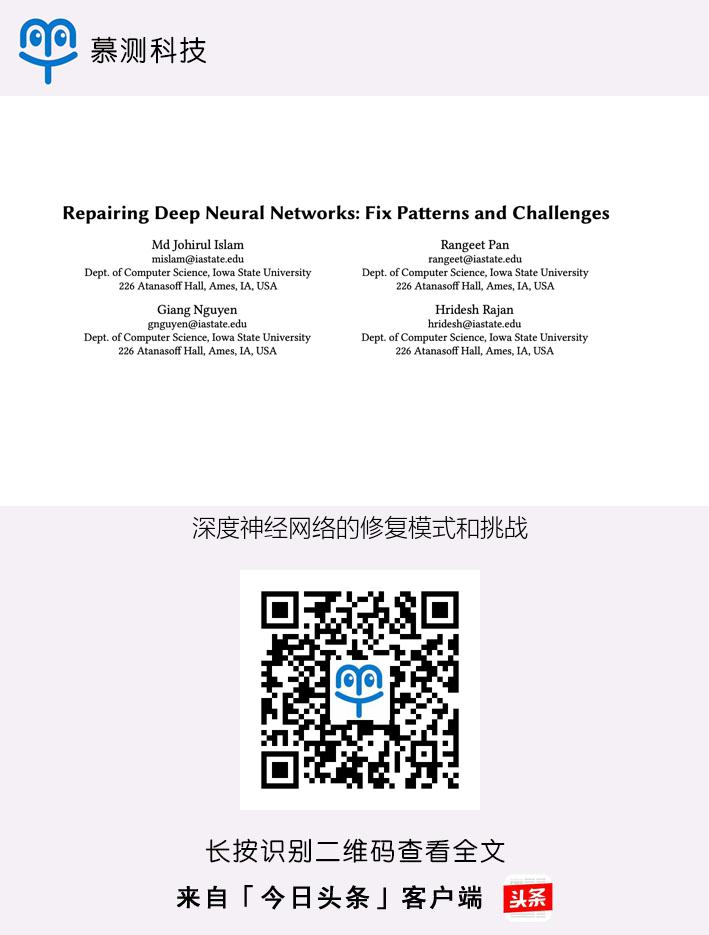 慕测科技
Repairing Deep Neural Networks: Fix Patterns and Challenges
Md Johirul Islam
mislam@iastate.edu
Dept. of Computer Science, Iowa State University
226 Atanasoff Hall, Ames, IA, USA
Rangeet Pan
rangeet@iastate.edu
Dept. of Computer Science, Iowa State University
226 Atanasoff Hall, Ames, IA, USA
Giang Nguyen
gnguyen@iastate.edu
Dept. of Computer Science, Iowa State University
226 Atanasoff Hall, Ames, IA, USA
Hridesh Rajan
hridesh@iastate.edu
Dept. of Computer Science, Iowa State University
226 Atanasoff Hall, Ames, IA, USA
深度神经网络的修复模式和挑战
长按识别二维码查看全文
来自「今日头条」客户端
头条